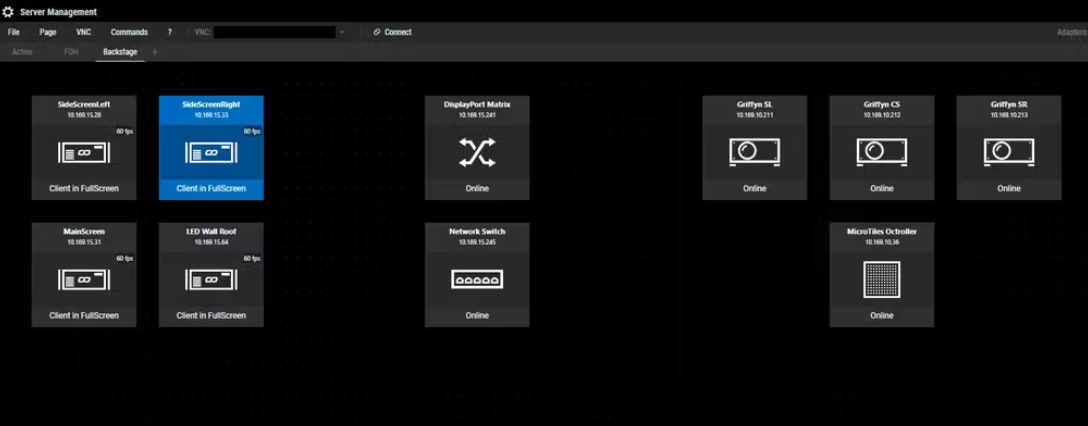 Server Management
File Page VNC Commands ? VNC: Connect Adapters:
Active FOH Backstage +
SideScreenLeft
10.169.15.28
60 fps
Client in FullScreen
SideScreenRight
10.169.15.33
60 fps
Client in FullScreen
DisplayPort Matrix
10.169.15.241
Online
Griffyn SL
10.169.10.211
Online
Griffyn CS
10.169.10.212
Online
Griffyn SR
10.169.10.213
Online
MainScreen
10.169.15.31
60 fps
Client in FullScreen
LED Wall Roof
10.169.15.64
60 fps
Client in FullScreen
Network Switch
10.169.15.245
Online
MicroTiles Octroller
10.169.10.36
Online